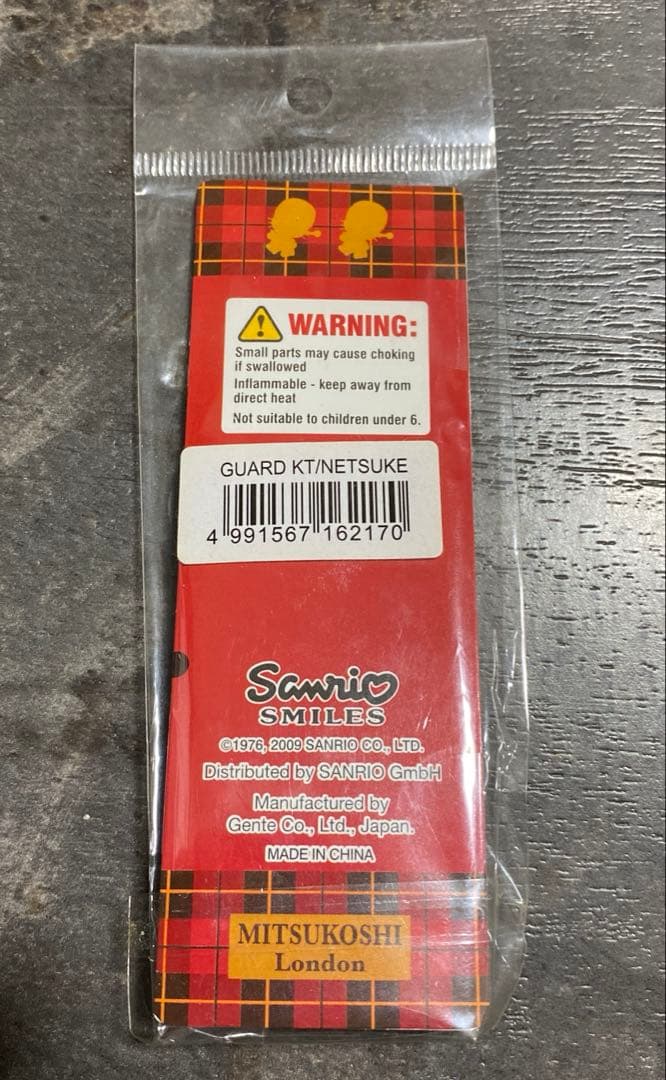 WARNING:
Small parts may cause choking
if swallowed
Inflammable - keep away from
direct heat
Not suitable to children under 6.
GUARD KT/NETSUKE
4 991567 162170
Sanrio
SMILES
©1976, 2009 SANRIO CO., LTD.
Distributed by SANRIO GmbH
Manufactured by
Gente Co., Ltd., Japan.
MADE IN CHINA
MITSUKOSHI
London